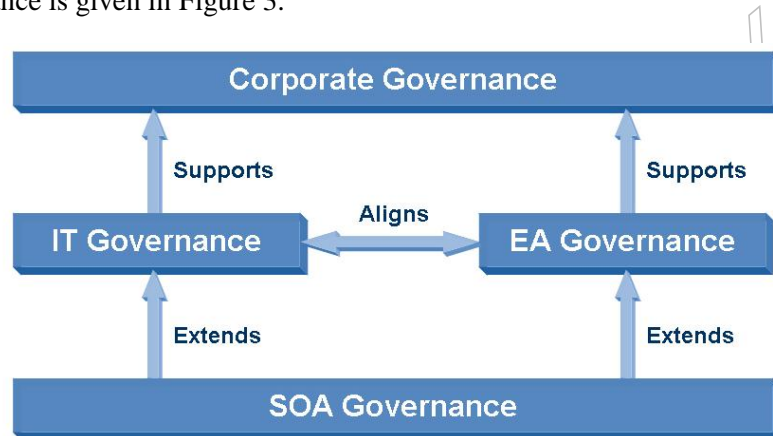 ance is given in Figure 3.
Corporate Governance
Supports
Supports
Aligns
IT Governance
EA Governance
Extends
Extends
SOA Governance